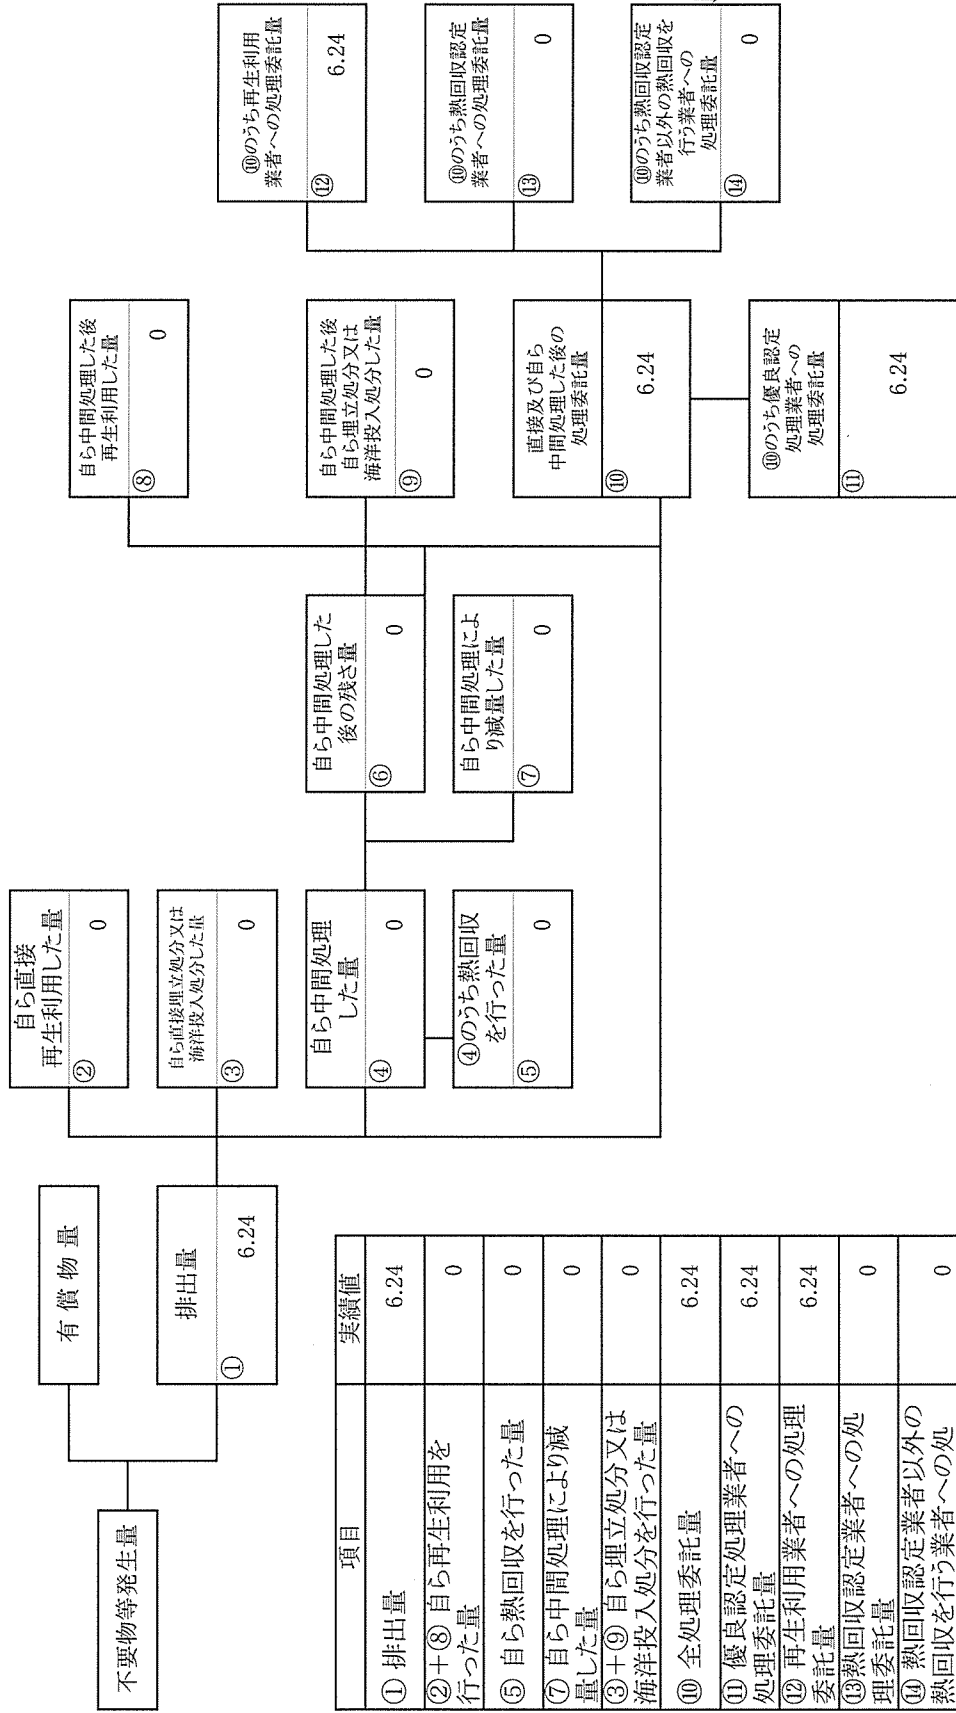 不要物等発生量
有償物量
排出量
①
6.24
自ら直接
再生利用した量
②
0
自ら直接埋立処分又は
海洋投入処分した量
③
0
自ら中間処理
した量
④
0
④のうち熱回収
を行った量
⑤
0
自ら中間処理した
後の残さ量
⑥
0
自ら中間処理によ
り減量した量
⑦
0
自ら中間処理した後
再生利用した量
⑧
0
自ら中間処理した後
自ら埋立処分又は
海洋投入処分した量
⑨
0
直接及び自ら
中間処理した後の
処理委託量
⑩
6.24
⑩のうち優良認定
処理業者への
処理委託量
⑪
6.24
⑩のうち再生利用
業者への処理委託量
⑫
6.24
⑩のうち熱回収認定
業者への処理委託量
⑬
0
⑩のうち熱回収認定
業者以外の熱回収を
行う業者への
処理委託量
⑭
0
項目 実績値
①排出量 6.24
②+⑧自ら再生利用を
行った量 0
⑤自ら熱回収を行った量 0
⑦自ら中間処理により減
量した量 0
③+⑨自ら埋立処分又は
海洋投入処分を行った量 0
⑩全処理委託量 6.24
⑪優良認定処理業者への
処理委託量 6.24
⑫再生利用業者への処理
委託量 6.24
⑬熱回収認定業者への処
理委託量 0
⑭熱回収認定業者以外の
熱回収を行う業者への処 0